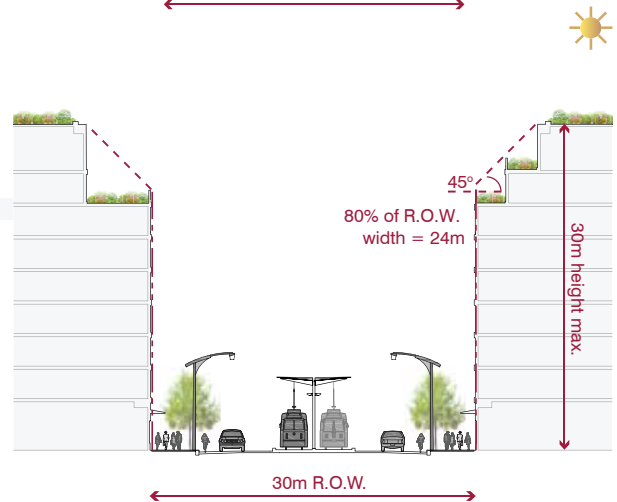 45°
80% of R.O.W.
width = 24m
30m height max.
30m R.O.W.